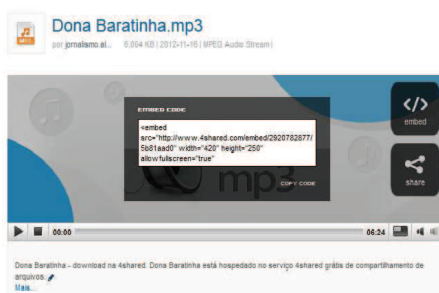 Dona Baratinha.mp3
por jornalismo.al... 6,004 KB | 2012-11-16 | MPEG Audio Stream |
EMBED CODE
<embed
src="http://www.4shared.com/embed/2920782877/
5b81aad0" width="420" height="250"
allowfullscreen="true"
COPY CODE
</>
embed
share
mp3
00:00
06:24
Dona Baratinha - download na 4shared. Dona Baratinha está hospedado no serviço 4shared grátis de compartilhamento de
arquivos.
Mais...